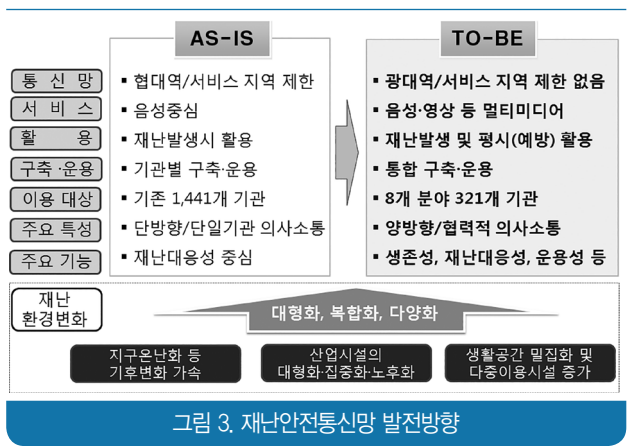 AS-IS
TO-BE
통 신 망
▪ 협대역/서비스 지역 제한
▪ 광대역/서비스 지역 제한 없음
서 비 스
▪ 음성중심
▪ 음성·영상 등 멀티미디어
활 용
▪ 재난발생시 활용
▪ 재난발생 및 평시(예방) 활용
구축·운용
▪ 기관별 구축·운용
▪ 통합 구축·운용
이용 대상
▪ 기존 1,441개 기관
▪ 8개 분야 321개 기관
주요 특성
▪ 단방향/단일기관 의사소통
▪ 양방향/협력적 의사소통
주요 기능
▪ 재난대응성 중심
▪ 생존성, 재난대응성, 운용성 등
재난
환경변화
대형화, 복합화, 다양화
지구온난화 등
기후변화 가속
산업시설의
대형화·집중화·노후화
생활공간 밀집화 및
다중이용시설 증가
그림 3. 재난안전통신망 발전방향